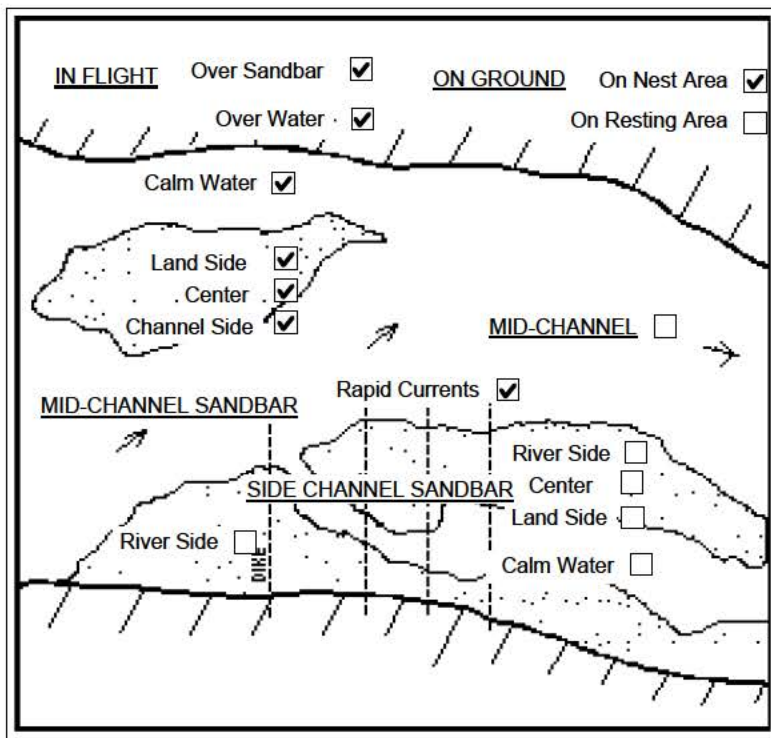 IN FLIGHT Over Sandbar ON GROUND On Nest Area
Over Water On Resting Area
Calm Water
Land Side
Center
Channel Side
MID-CHANNEL
Rapid Currents
MID-CHANNEL SANDBAR
River Side
SIDE CHANNEL SANDBAR Center
Land Side
River Side
DIKE
Calm Water